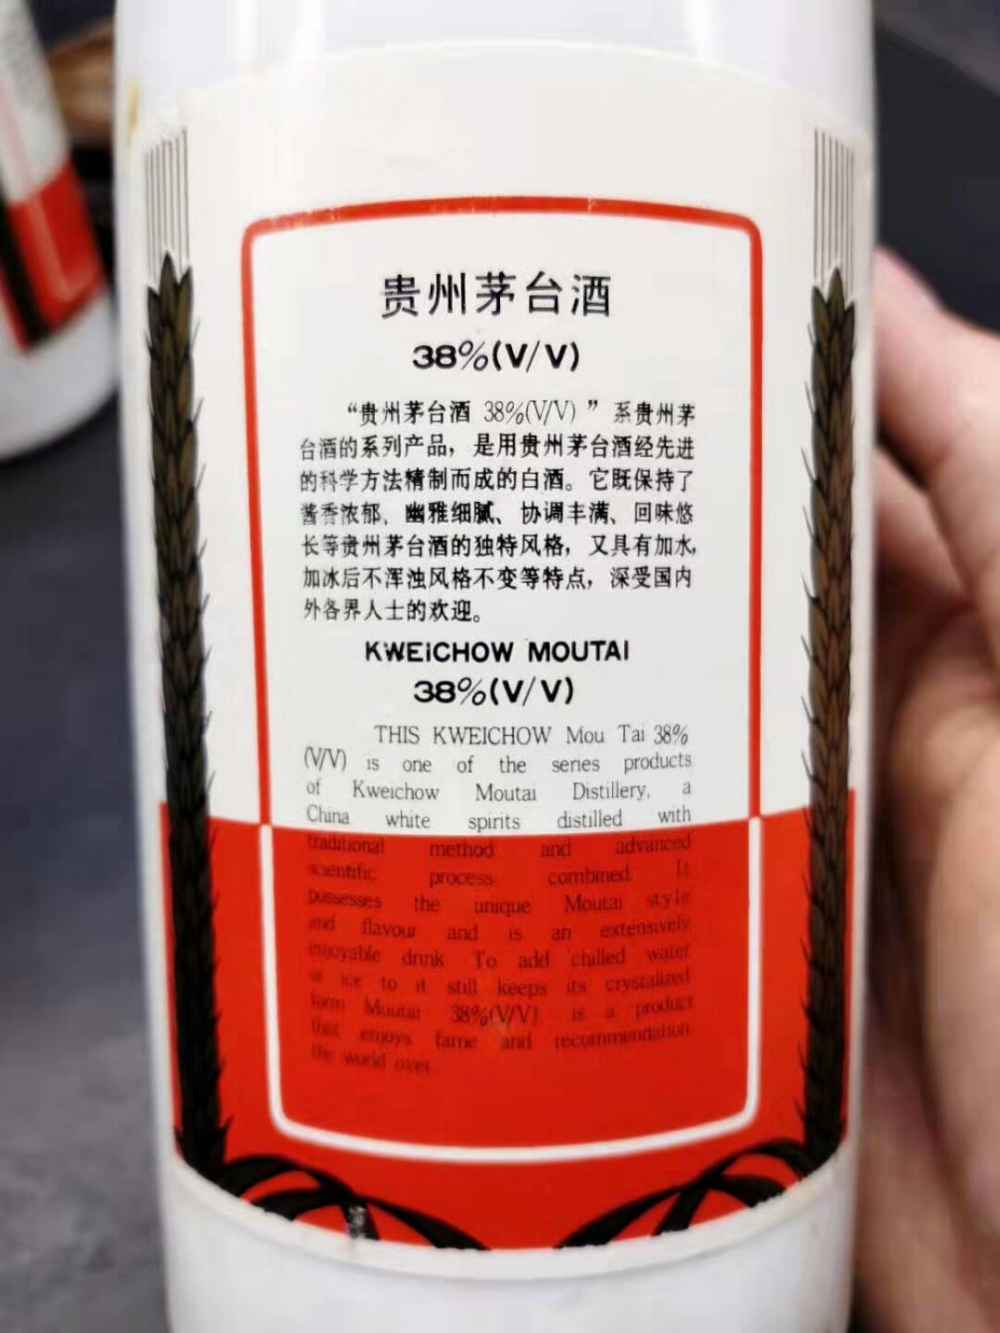 贵州茅台酒
38%(V/V)
“贵州茅台酒 38%(V/V)”系贵州茅
台酒的系列产品，是用贵州茅台酒经先进
的科学方法精制而成的白酒。它既保持了
酱香浓郁、幽雅细腻、协调丰满、回味悠
长等贵州茅台酒的独特风格，又具有加水，
加冰后不浑浊风格不变等特点，深受国内
外各界人士的欢迎。
KWEICHOW MOUTAI
38%(V/V)
THIS KWEICHOW Mou Tai 38%
(V/V) is one of the series products
of Kweichow Moutai Distillery, a
China white spirits distilled with
traditional method and advanced
scientific process combined. It
possesses the unique Moutai style
and flavour and is an extensively
enjoyable drink To add chilled water
or ice to it still keeps its crystalized
form Moutai 38%(V/V) is a product
that enjoys fame and recommendation
the world over.